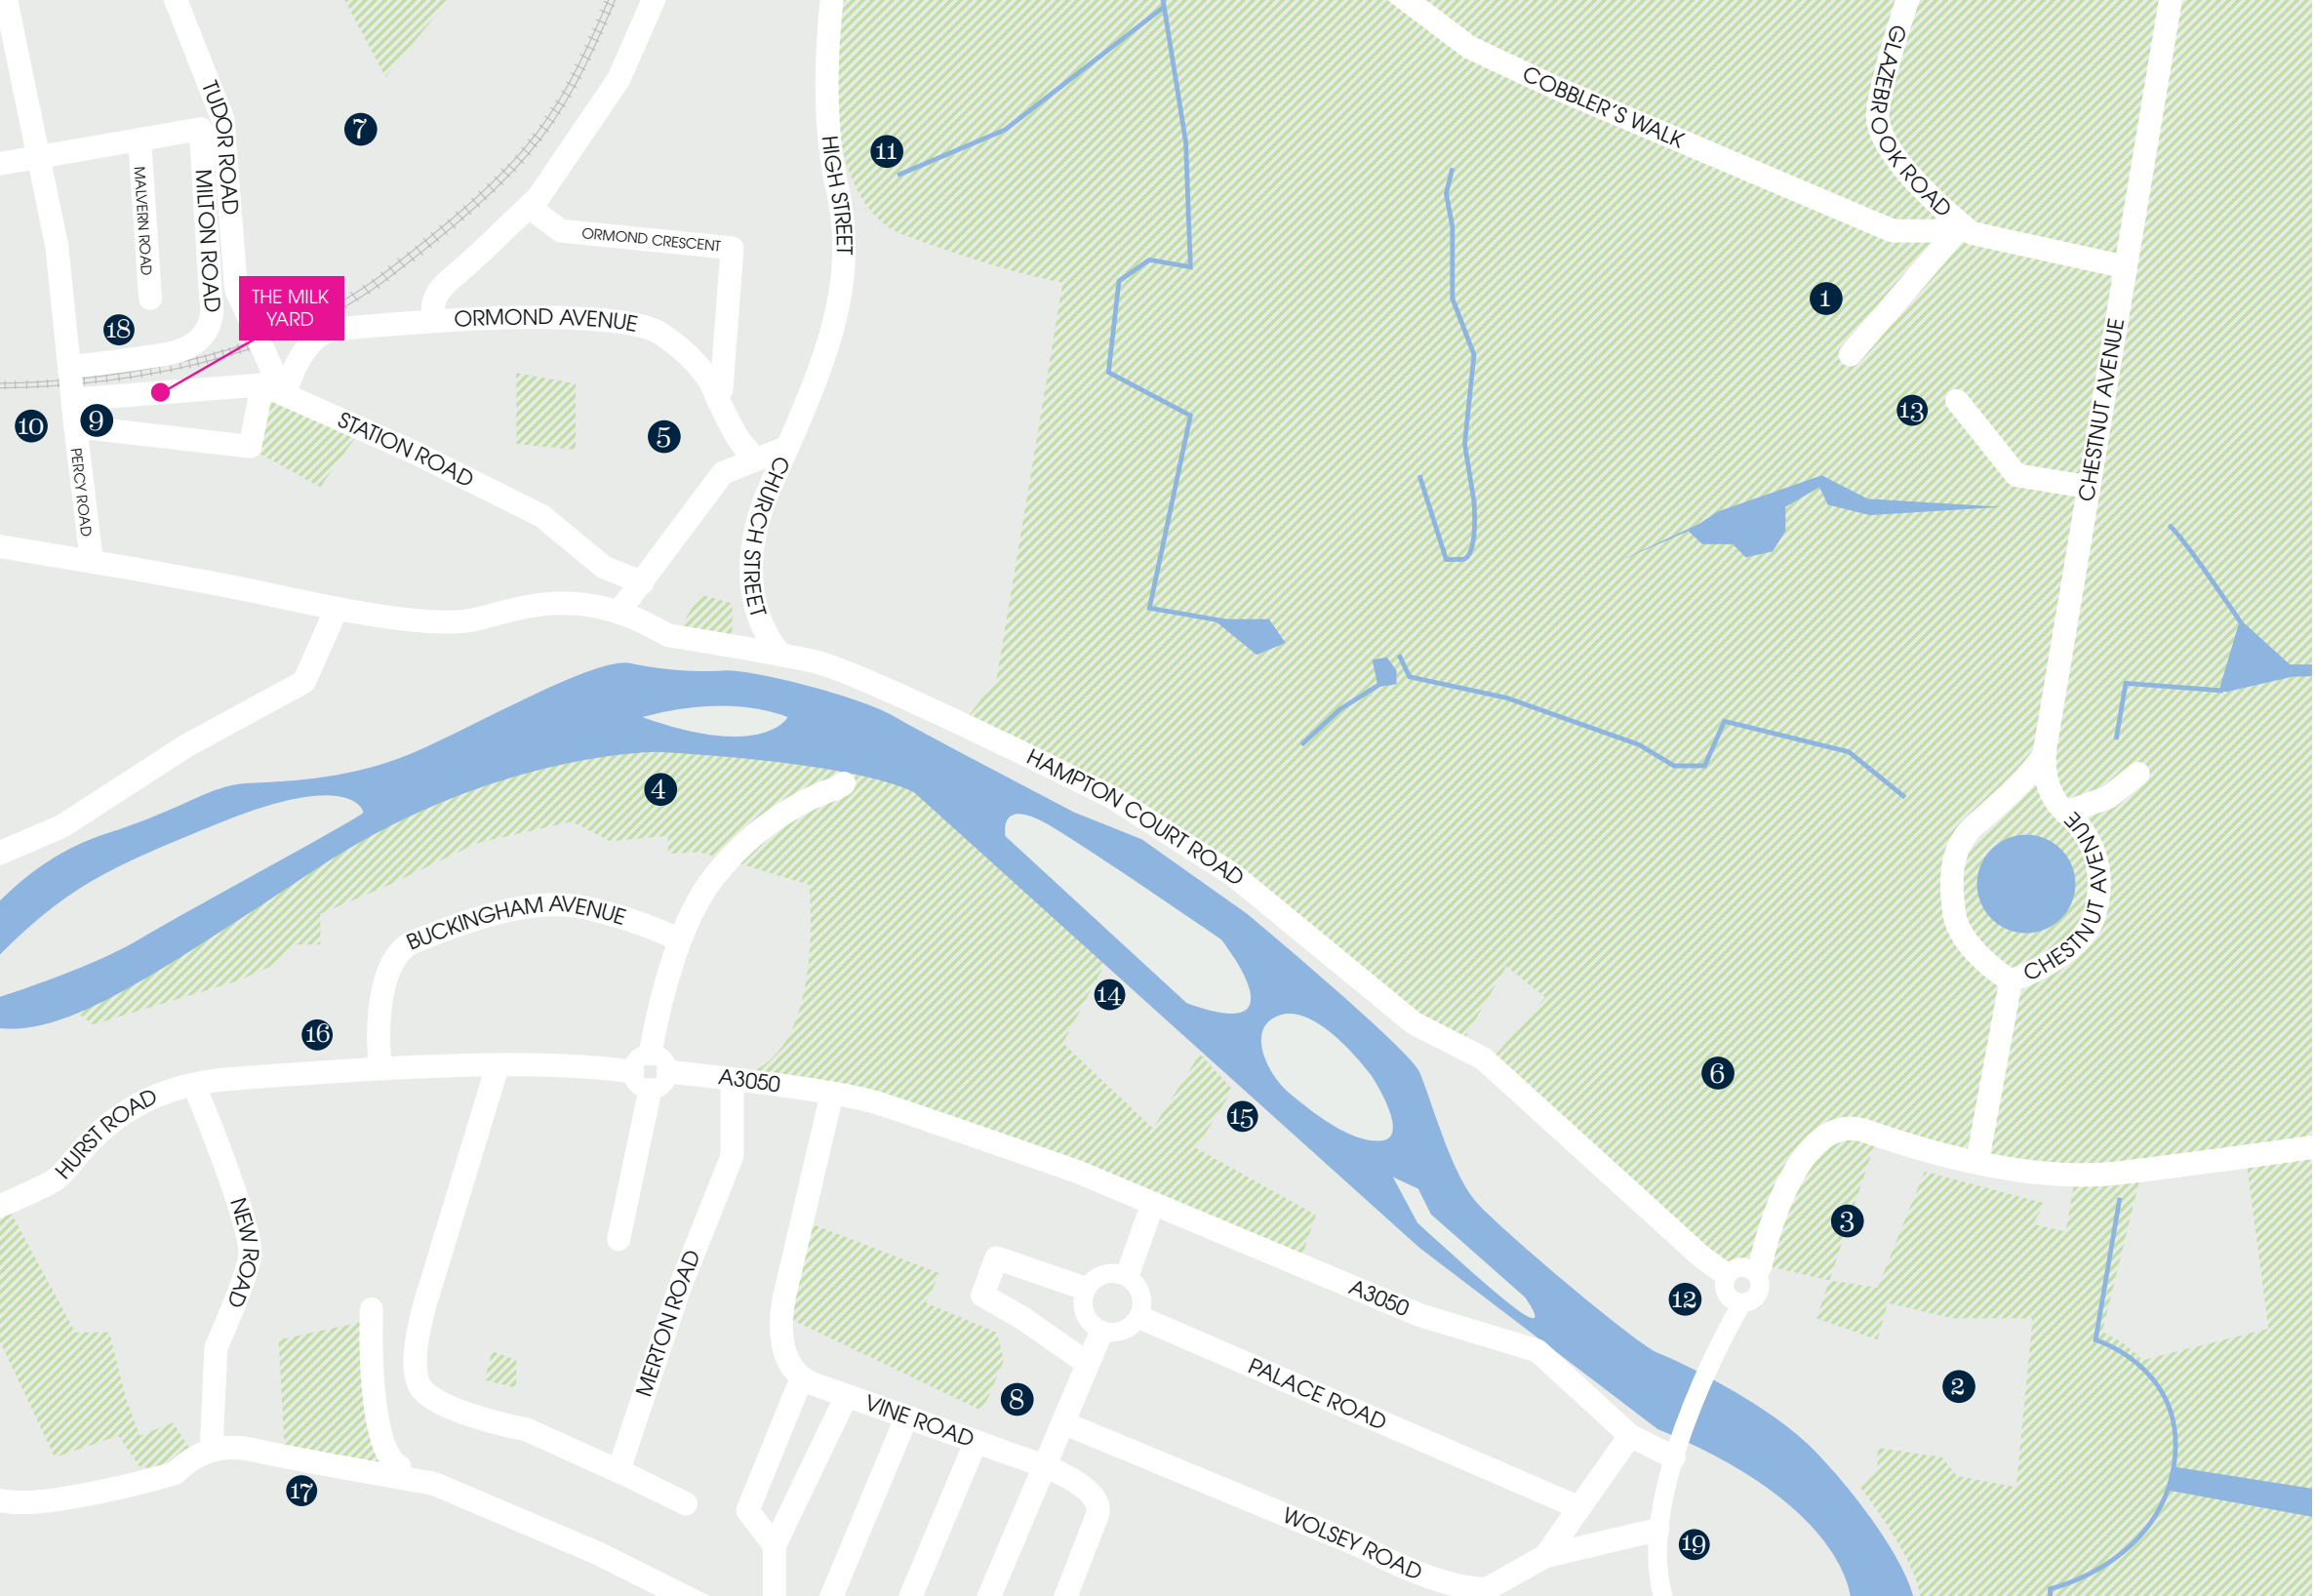 GLAZEBROOK ROAD
COBBLER'S WALK
TUDOR ROAD
7
HIGH STREET
11
MALVERN ROAD
MILTON ROAD
ORMOND CRESCENT
THE MILK
YARD
1
18
ORMOND AVENUE
CHESTNUT AVENUE
10
9
STATION ROAD
5
13
PERCY ROAD
CHURCH STREET
4
HAMPTON COURT ROAD
CHESTNUT AVENUE
BUCKINGHAM AVENUE
14
16
A3050
6
15
HURST ROAD
NEW ROAD
3
MERTON ROAD
A3050
12
8
PALACE ROAD
2
VINE ROAD
17
WOLSEY ROAD
19